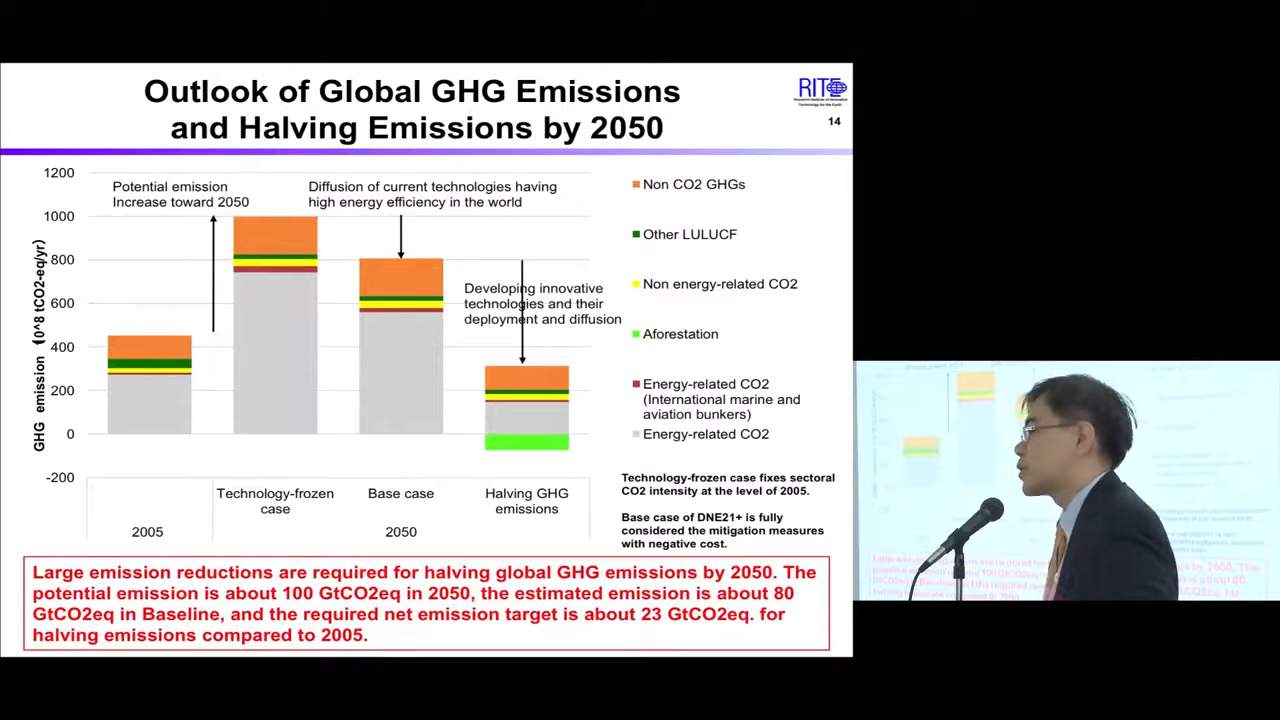 Outlook of Global GHG Emissions
and Halving Emissions by 2050
RITE
Research Institute of Innovative
Technology for the Earth
14
1200
1000
800
600
400
200
0
-200
GHG emission (10^8 tCO2-eq/yr)
Potential emission
Increase toward 2050
Diffusion of current technologies having
high energy efficiency in the world
Developing innovative
technologies and their
deployment and diffusion
Non CO2 GHGs
Other LULUCF
Non energy-related CO2
Aforestation
Energy-related CO2
(International marine and
aviation bunkers)
Energy-related CO2
Technology-frozen
case
Base case
Halving GHG
emissions
2005
2050
Technology-frozen case fixes sectoral
CO2 intensity at the level of 2005.
Base case of DNE21+ is fully
considered the mitigation measures
with negative cost.
Large emission reductions are required for halving global GHG emissions by 2050. The
potential emission is about 100 GtCO2eq in 2050, the estimated emission is about 80
GtCO2eq in Baseline, and the required net emission target is about 23 GtCO2eq. for
halving emissions compared to 2005.